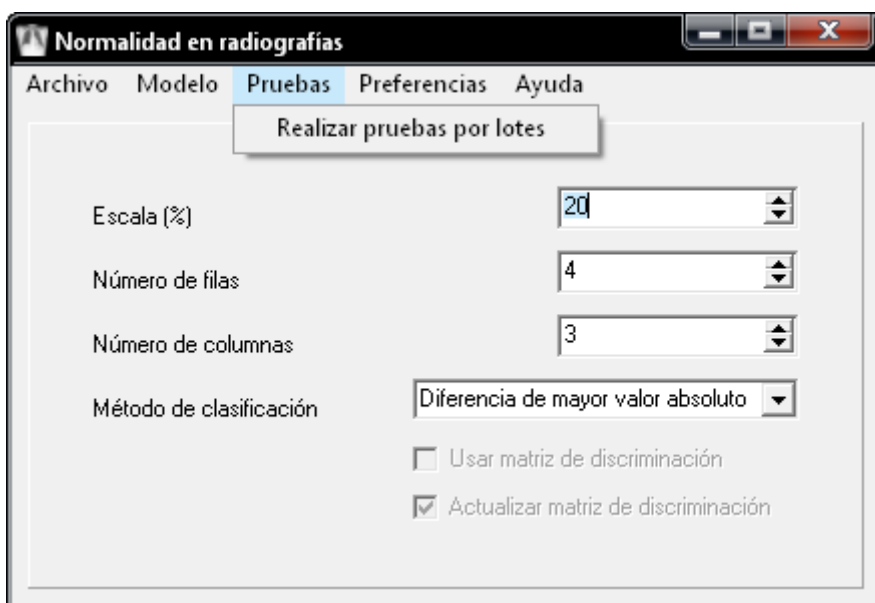 Normalidad en radiografías
Archivo Modelo Pruebas Preferencias Ayuda
Realizar pruebas por lotes
Escala (%) 20
Número de filas 4
Número de columnas 3
Método de clasificación Diferencia de mayor valor absoluto
Usar matriz de discriminación
Actualizar matriz de discriminación